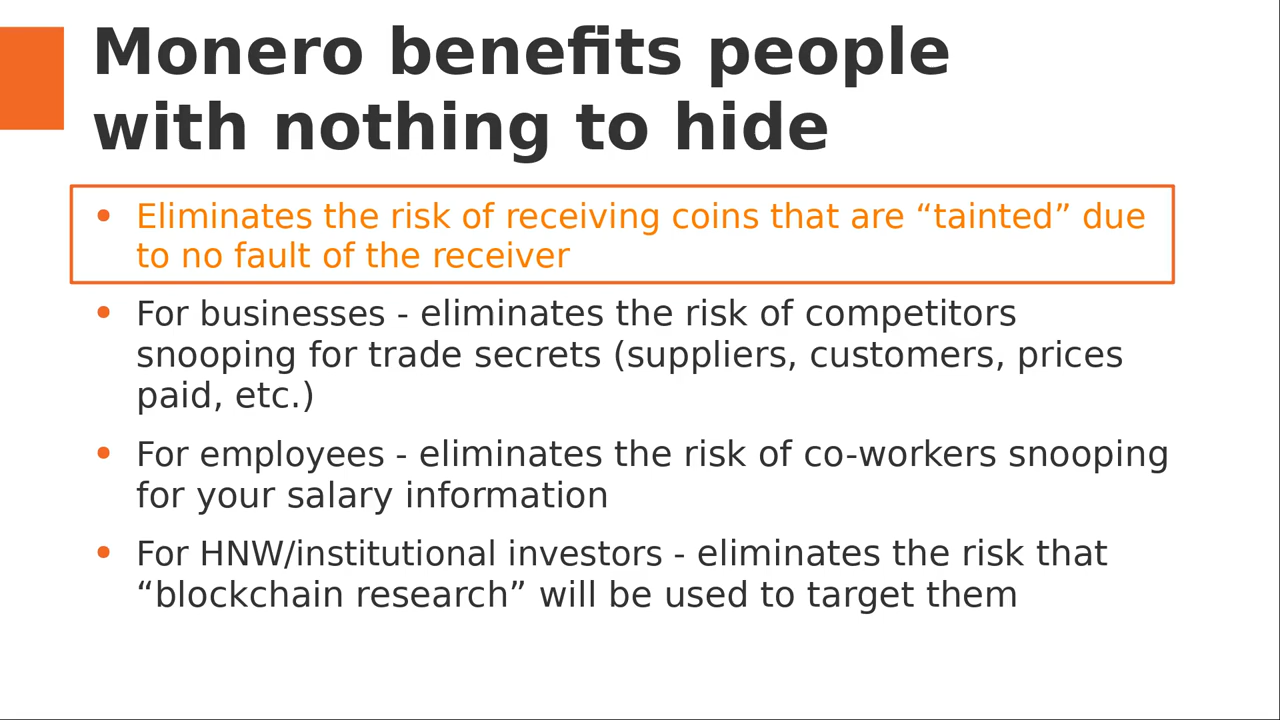 Monero benefits people
with nothing to hide
• Eliminates the risk of receiving coins that are “tainted” due
to no fault of the receiver
• For businesses - eliminates the risk of competitors
snooping for trade secrets (suppliers, customers, prices
paid, etc.)
• For employees - eliminates the risk of co-workers snooping
for your salary information
• For HNW/institutional investors - eliminates the risk that
“blockchain research” will be used to target them